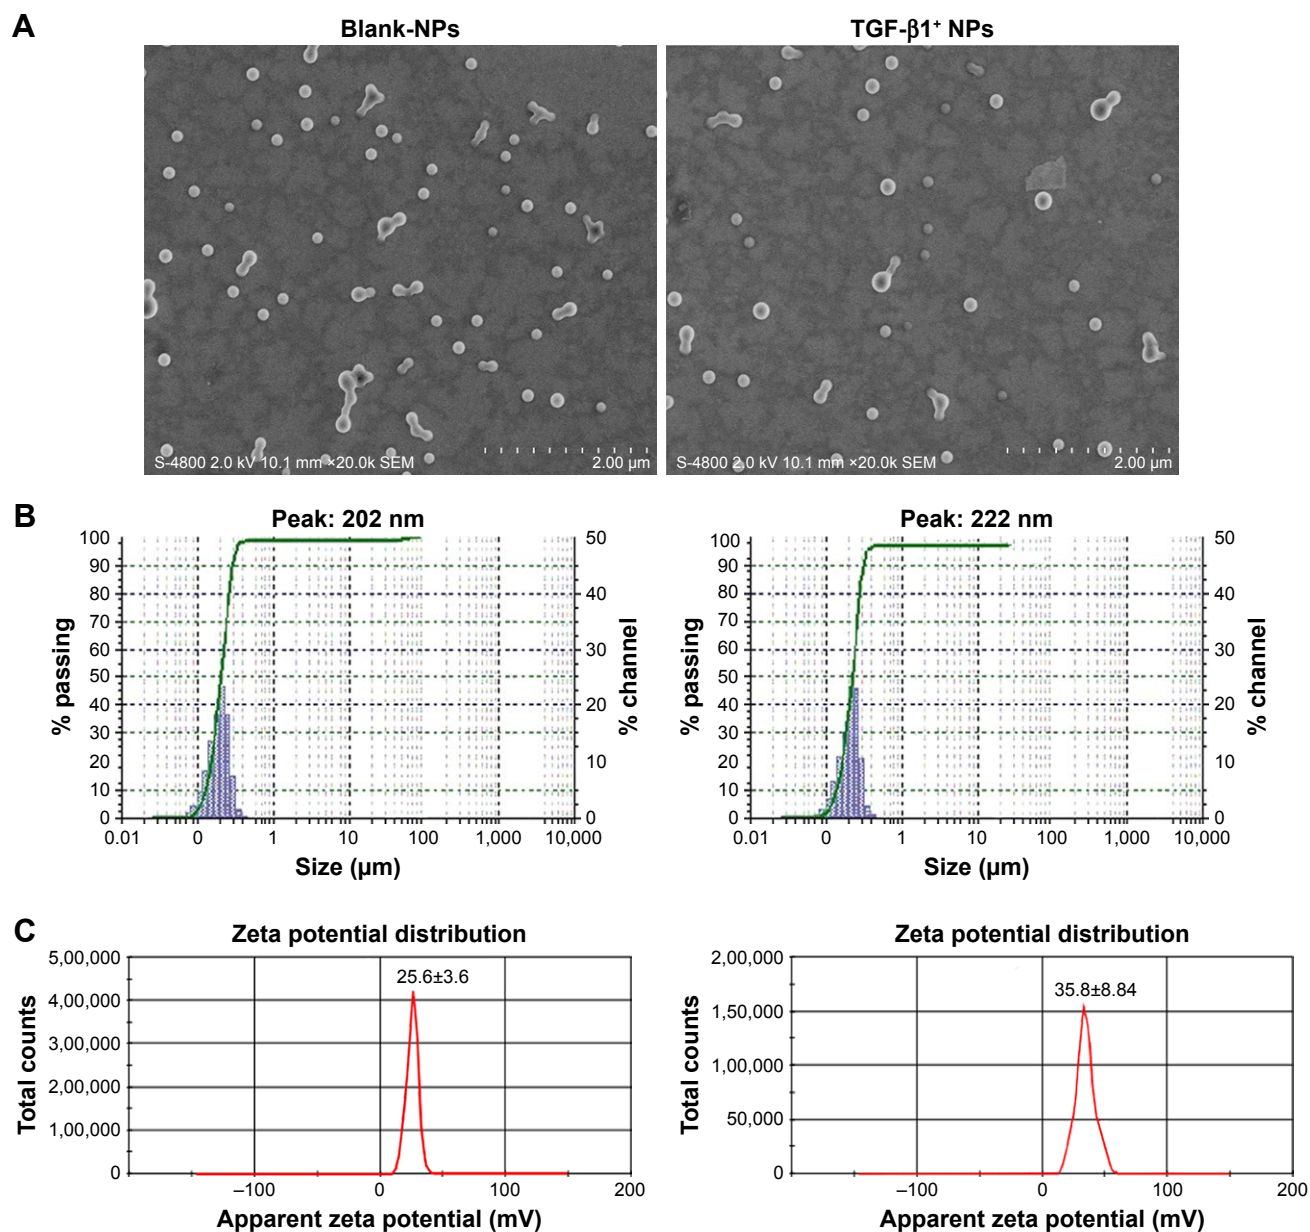 A
Blank-NPs
TGF-β1⁺ NPs
S-4800 2.0 kV 10.1 mm ×20.0k SEM
2.00 µm
S-4800 2.0 kV 10.1 mm ×20.0k SEM
2.00 µm
B
Peak: 202 nm
% passing
100
90
80
70
60
50
40
30
20
10
0
50
40
30
20
10
0
% channel
0.01 0 1 10 100 1,000 10,000
Size (µm)
Peak: 222 nm
% passing
100
90
80
70
60
50
40
30
20
10
0
50
40
30
20
10
0
% channel
0.01 0 1 10 100 1,000 10,000
Size (µm)
C
Zeta potential distribution
Total counts
5,00,000
4,00,000
3,00,000
2,00,000
1,00,000
0
25.6±3.6
–100 0 100 200
Apparent zeta potential (mV)
Zeta potential distribution
Total counts
2,00,000
1,50,000
1,00,000
50,000
0
35.8±8.84
–100 0 100 200
Apparent zeta potential (mV)